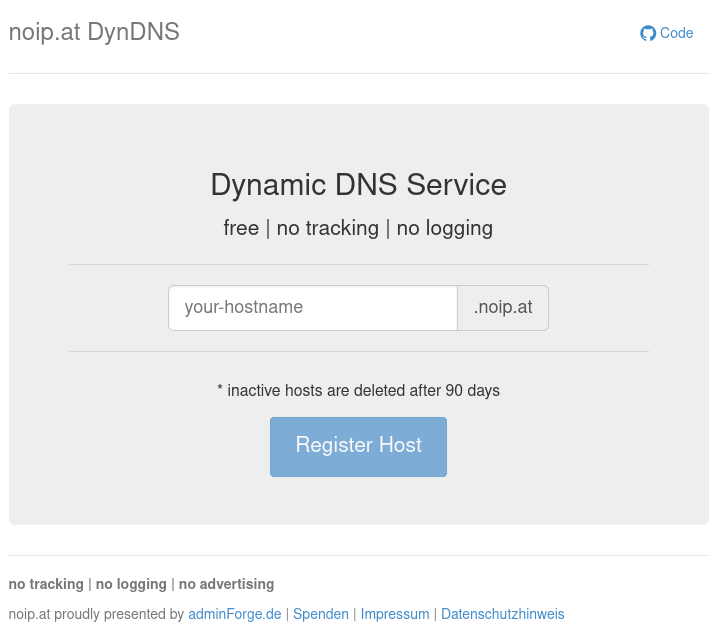 noip.at DynDNS
Code
Dynamic DNS Service
free | no tracking | no logging
your-hostname .noip.at
* inactive hosts are deleted after 90 days
Register Host
no tracking | no logging | no advertising
noip.at proudly presented by adminForge.de | Spenden | Impressum | Datenschutzhinweis